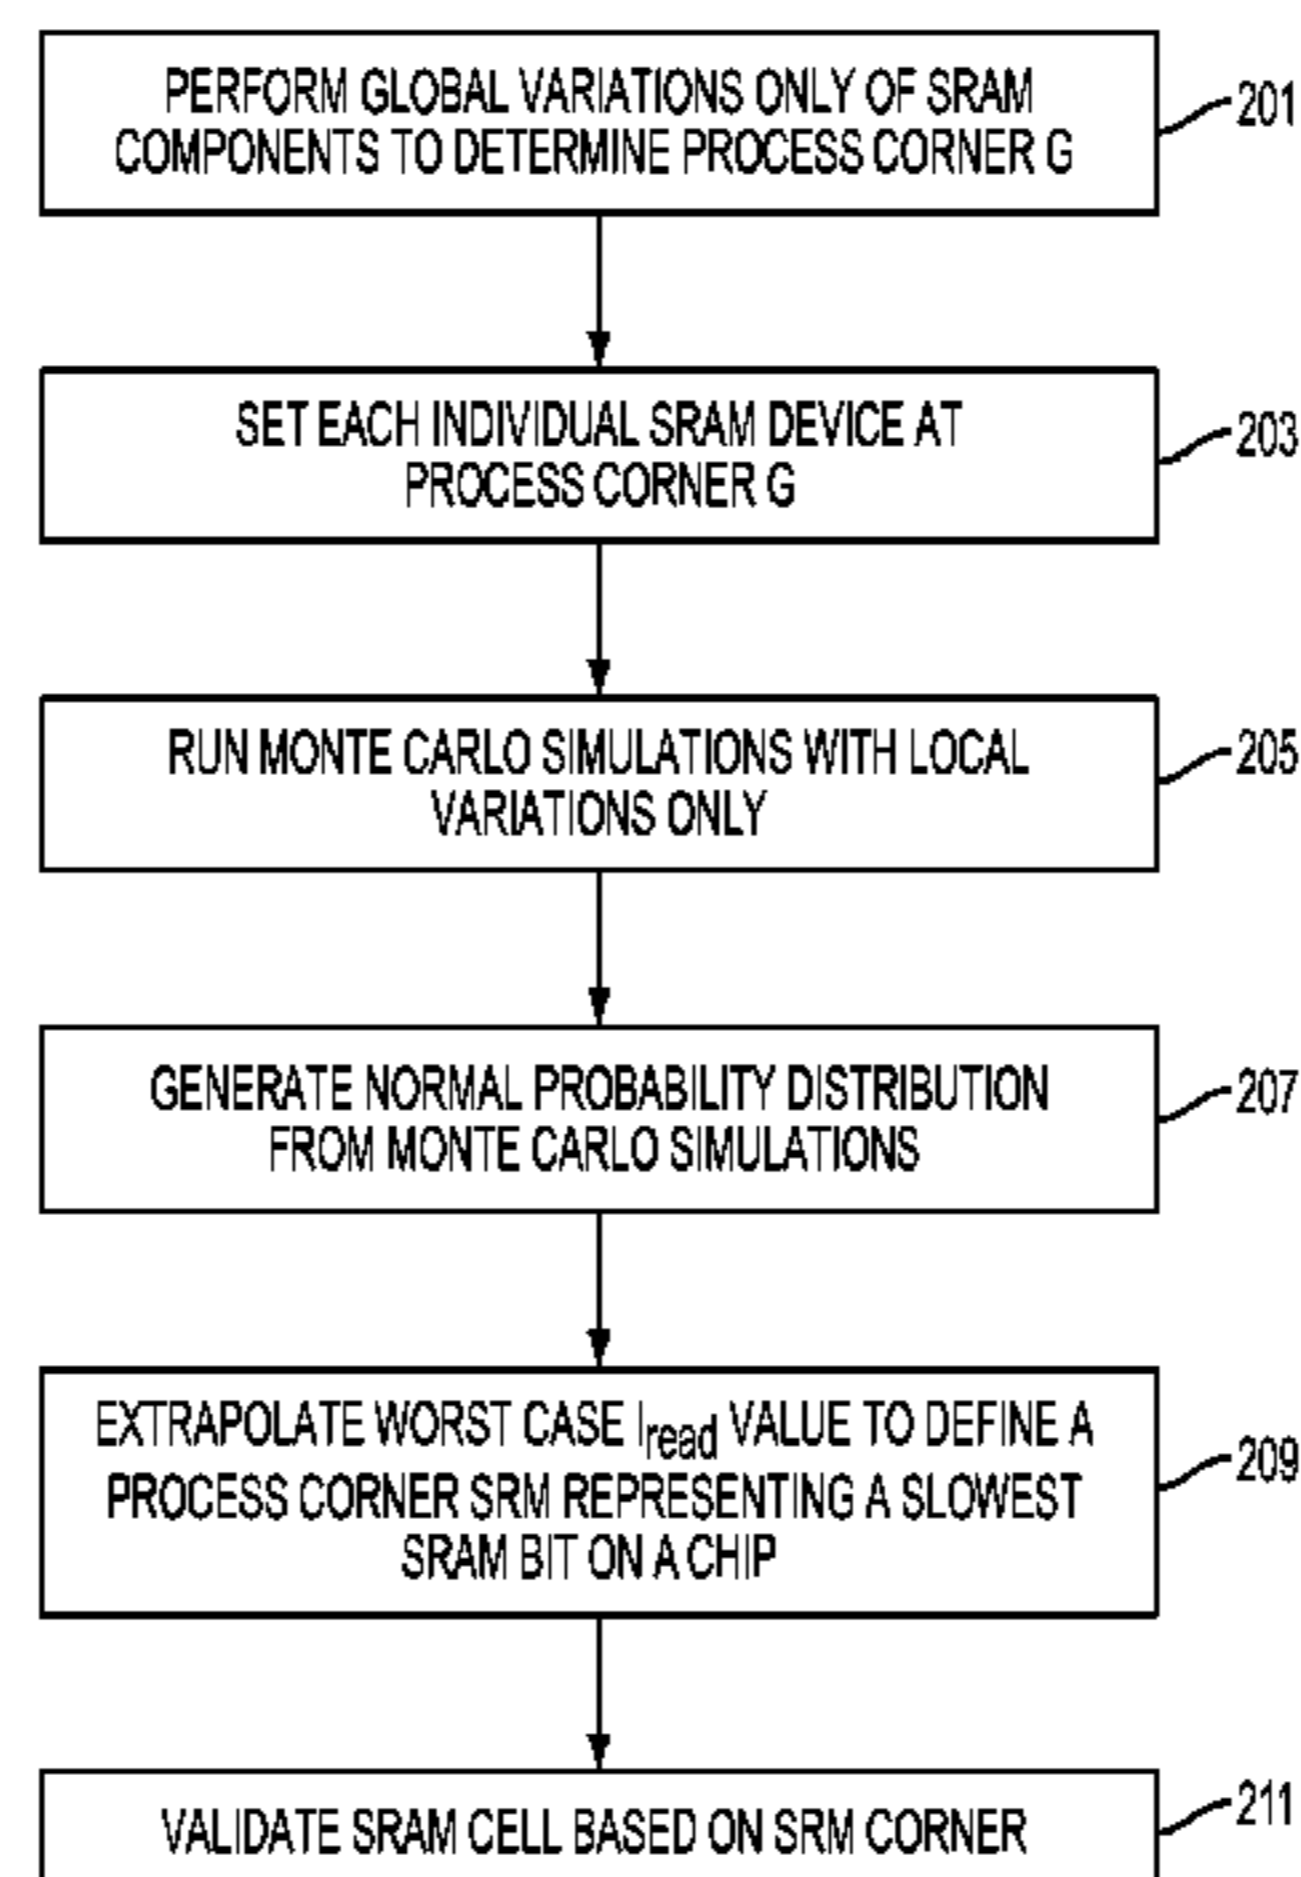 PERFORM GLOBAL VARIATIONS ONLY OF SRAM
COMPONENTS TO DETERMINE PROCESS CORNER G
201
SET EACH INDIVIDUAL SRAM DEVICE AT
PROCESS CORNER G
203
RUN MONTE CARLO SIMULATIONS WITH LOCAL
VARIATIONS ONLY
205
GENERATE NORMAL PROBABILITY DISTRIBUTION
FROM MONTE CARLO SIMULATIONS
207
EXTRAPOLATE WORST CASE Iread VALUE TO DEFINE A
PROCESS CORNER SRM REPRESENTING A SLOWEST
SRAM BIT ON A CHIP
209
VALIDATE SRAM CELL BASED ON SRM CORNER
211